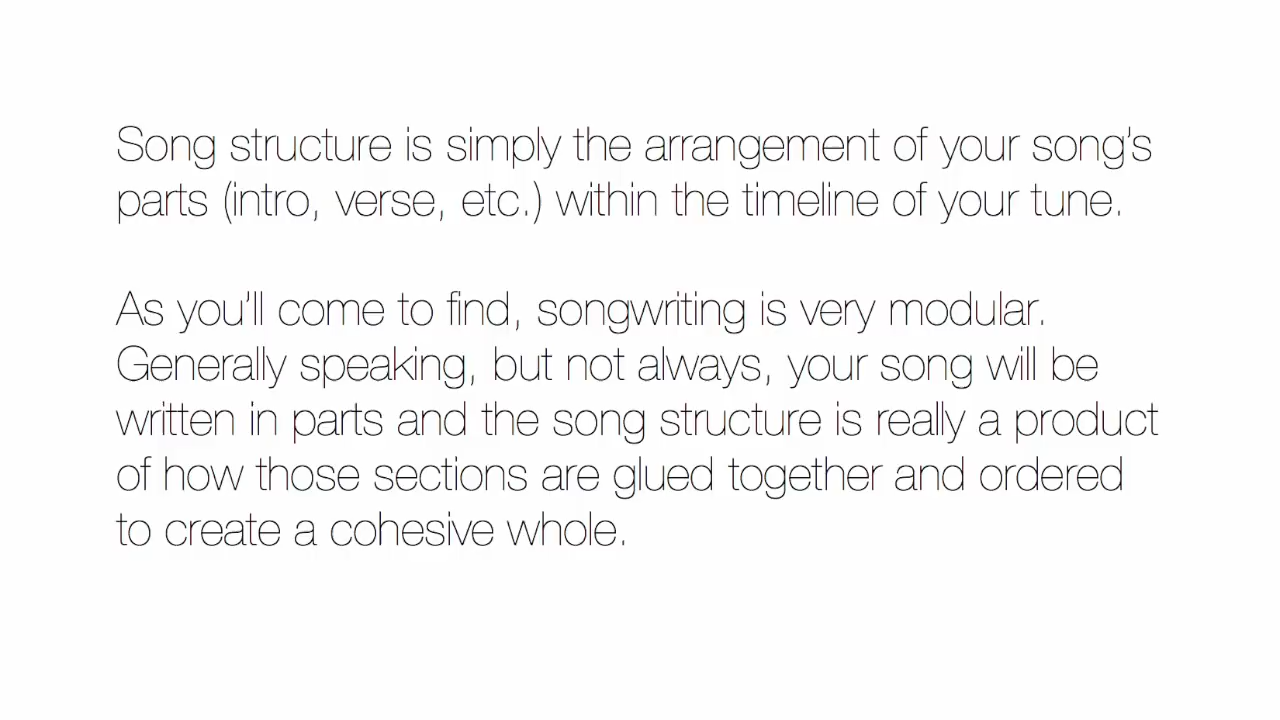 Song structure is simply the arrangement of your song’s
parts (intro, verse, etc.) within the timeline of your tune.
As you’ll come to find, songwriting is very modular.
Generally speaking, but not always, your song will be
written in parts and the song structure is really a product
of how those sections are glued together and ordered
to create a cohesive whole.